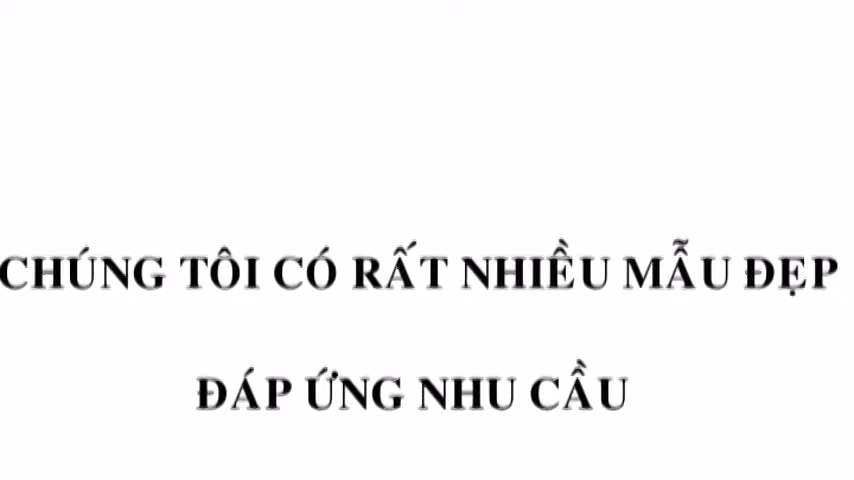 CHÚNG TÔI CÓ RẤT NHIỀU MẪU ĐẸP
ĐÁP ỨNG NHU CẦU